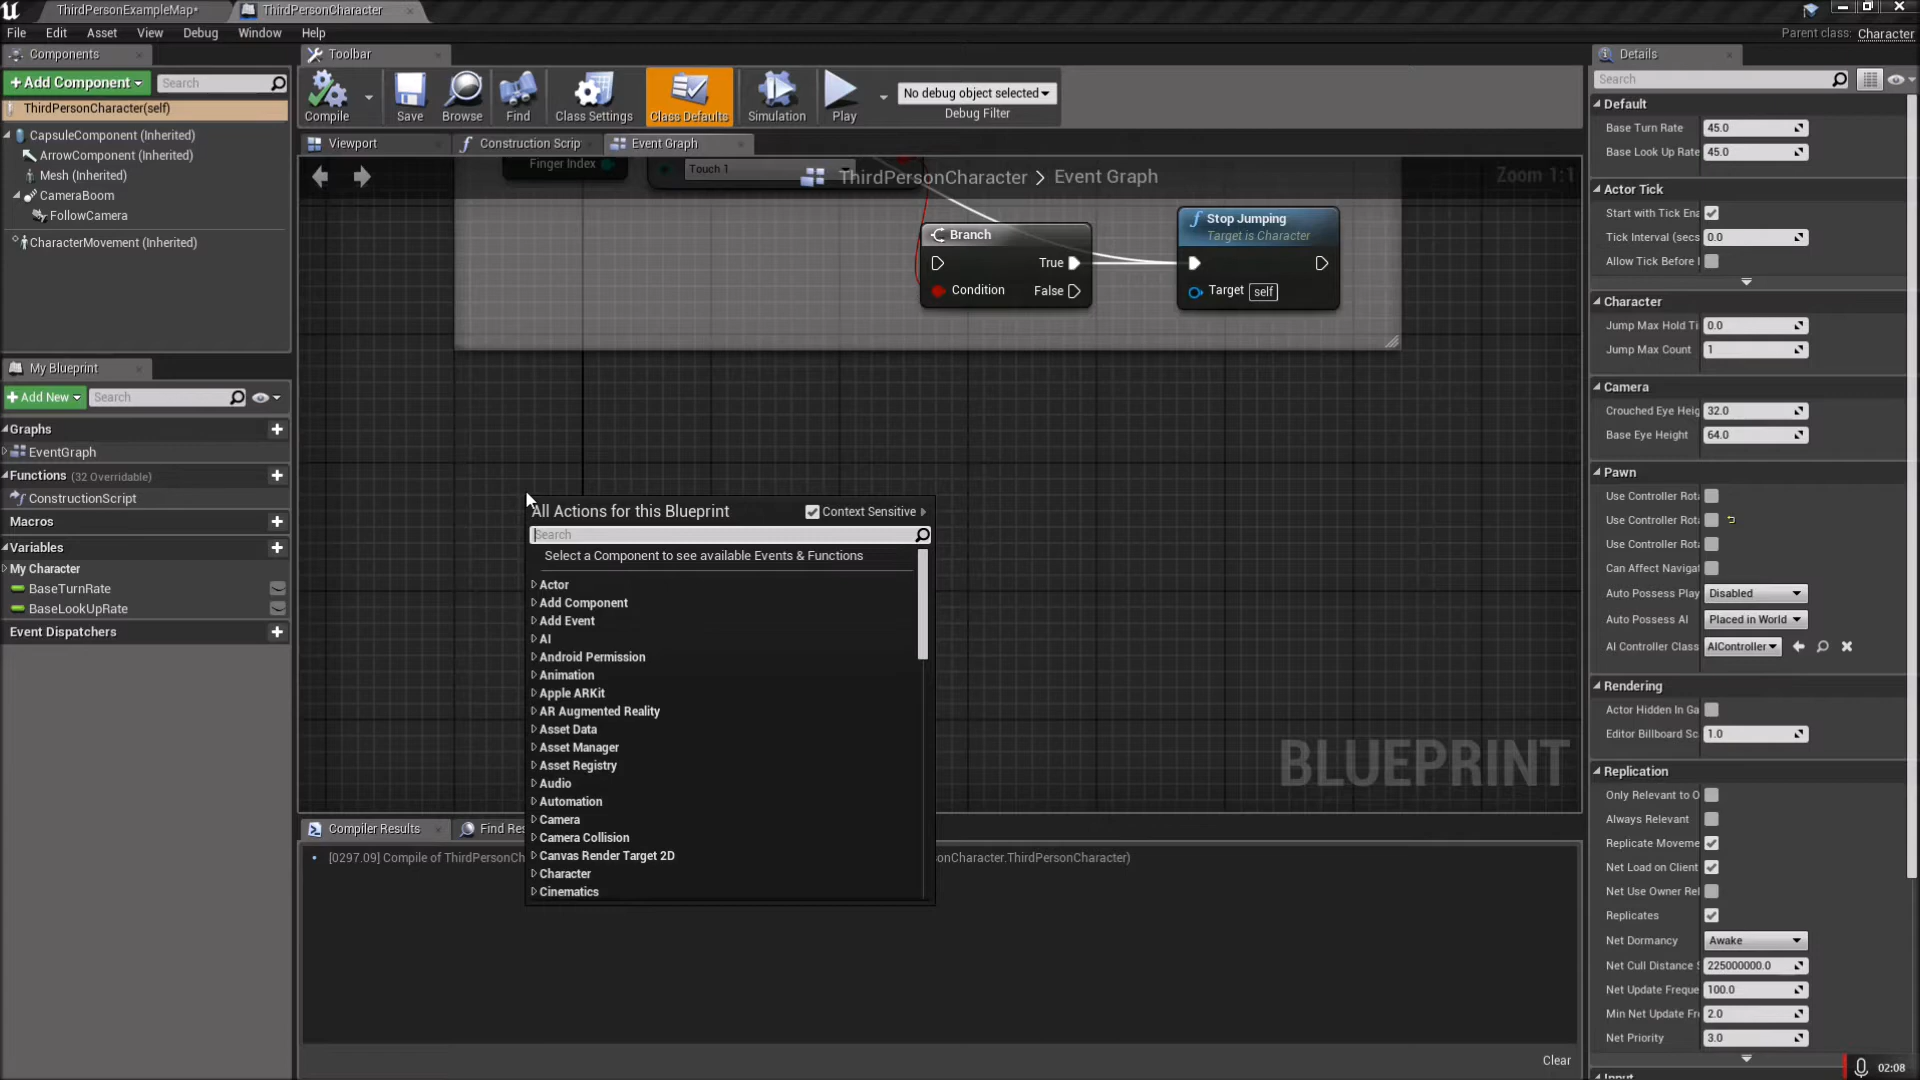 ThirdPersonExampleMap*
ThirdPersonCharacter
File Edit Asset View Debug Window Help
Parent class: Character
Components
Add Component
Search
ThirdPersonCharacter(self)
CapsuleComponent (Inherited)
ArrowComponent (Inherited)
Mesh (Inherited)
CameraBoom
FollowCamera
CharacterMovement (Inherited)
My Blueprint
Add New
Search
Graphs
EventGraph
Functions (32 Overridable)
ConstructionScript
Macros
Variables
My Character
BaseTurnRate
BaseLookUpRate
Event Dispatchers
Toolbar
Compile
Save
Browse
Find
Class Settings
Class Defaults
Simulation
Play
No debug object selected
Debug Filter
Viewport
Construction Scrip
Event Graph
ThirdPersonCharacter > Event Graph
Zoom 1:1
Finger Index
Touch 1
Branch
True
Condition
False
Stop Jumping
Target is Character
Target self
All Actions for this Blueprint
Context Sensitive
Search
Select a Component to see available Events & Functions
Actor
Add Component
Add Event
AI
Android Permission
Animation
Apple ARKit
AR Augmented Reality
Asset Data
Asset Manager
Asset Registry
Audio
Automation
Camera
Camera Collision
Canvas Render Target 2D
Character
Cinematics
BLUEPRINT
Compiler Results
Find Res
[0297.09] Compile of ThirdPersonCh
onCharacter.ThirdPersonCharacter)
Clear
Details
Search
Default
Base Turn Rate 45.0
Base Look Up Rate 45.0
Actor Tick
Start with Tick Ena
Tick Interval (secs 0.0
Allow Tick Before
Character
Jump Max Hold Ti 0.0
Jump Max Count 1
Camera
Crouched Eye Heig 32.0
Base Eye Height 64.0
Pawn
Use Controller Rota
Use Controller Rota
Use Controller Rota
Can Affect Navigat
Auto Possess Play Disabled
Auto Possess AI Placed in World
AI Controller Class AIController
Rendering
Actor Hidden In Ga
Editor Billboard Sc 1.0
Replication
Only Relevant to O
Always Relevant
Replicate Moveme
Net Load on Client
Net Use Owner Rel
Replicates
Net Dormancy Awake
Net Cull Distance S 225000000.0
Net Update Freque 100.0
Min Net Update Fr 2.0
Net Priority 3.0
Input
02:08